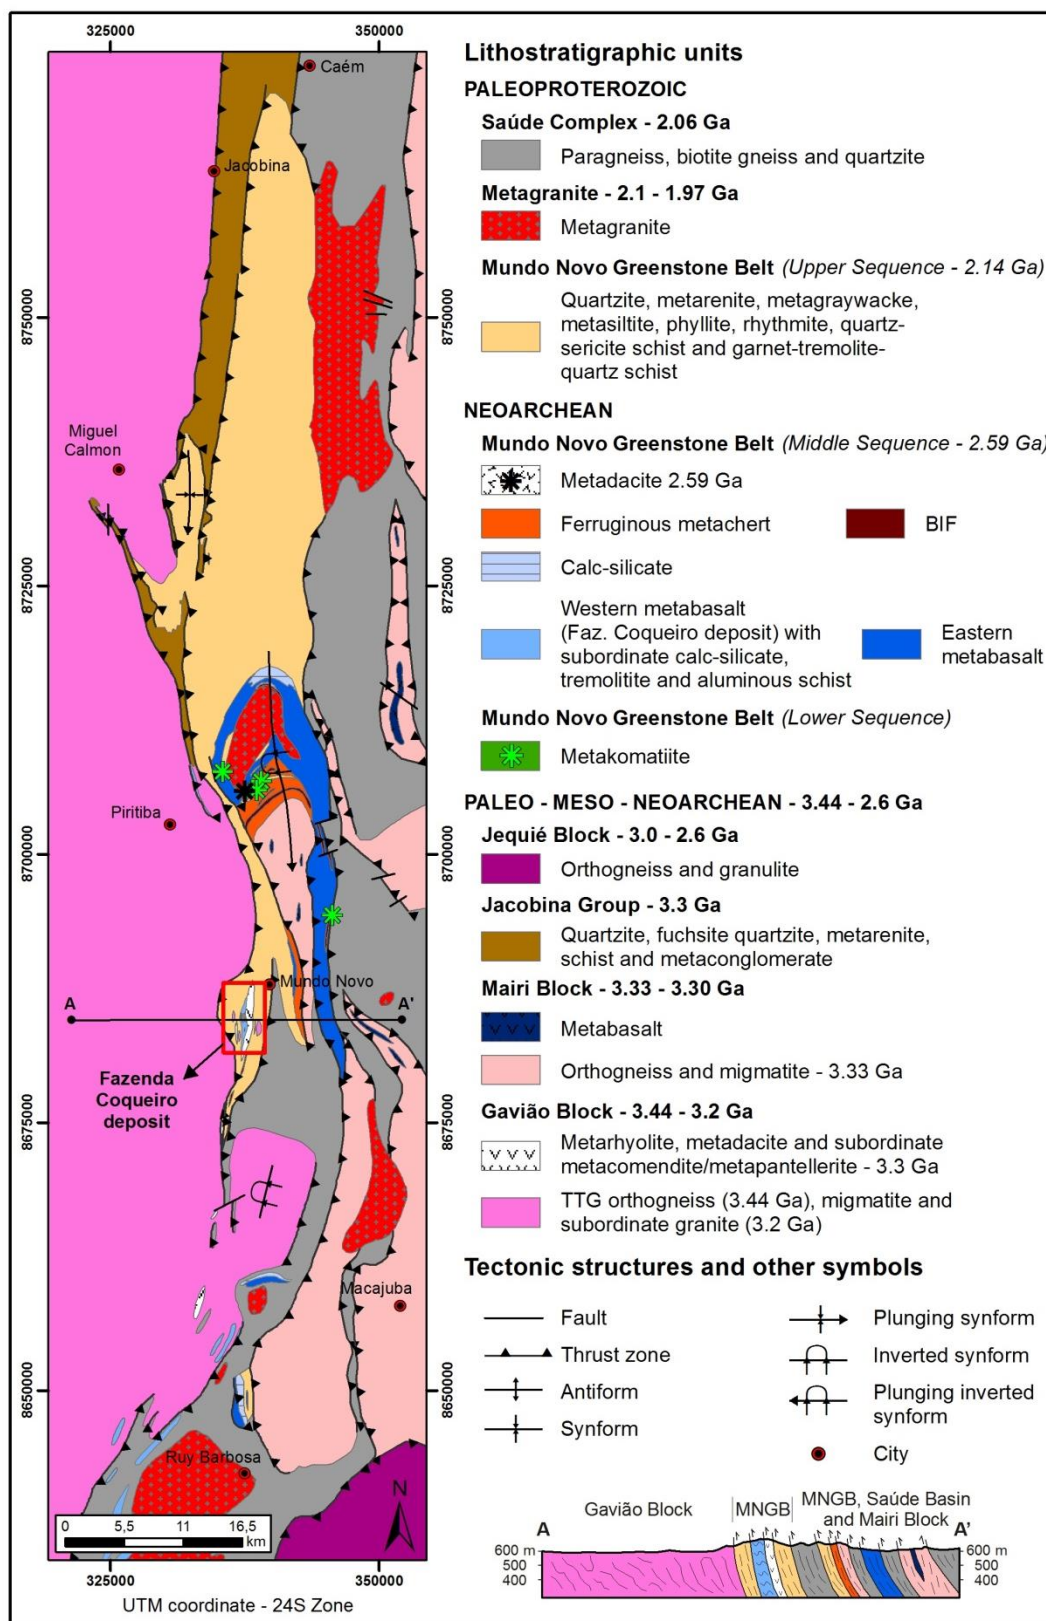 325000
350000
Caém
Jacobina
8750000
8750000
Miguel
Calmon
8725000
8725000
Piritiba
8700000
8700000
Mundo Novo
A
A'
Fazenda
Coqueiro
deposit
8675000
8675000
Macajuba
8650000
8650000
Ruy Barbosa
N
0
5,5
11
16,5
km
325000
350000
UTM coordinate - 24S Zone
Lithostratigraphic units
PALEOPROTEROZOIC
Saúde Complex - 2.06 Ga
Paragneiss, biotite gneiss and quartzite
Metagranite - 2.1 - 1.97 Ga
Metagranite
Mundo Novo Greenstone Belt (Upper Sequence - 2.14 Ga)
Quartzite, metarenite, metagraywacke,
metasiltite, phyllite, rhythmite, quartz-
sericite schist and garnet-tremolite-
quartz schist
NEOARCHEAN
Mundo Novo Greenstone Belt (Middle Sequence - 2.59 Ga)
Metadacite 2.59 Ga
Ferruginous metachert
BIF
Calc-silicate
Western metabasalt
(Faz. Coqueiro deposit) with
subordinate calc-silicate,
tremolitite and aluminous schist
Eastern
metabasalt
Mundo Novo Greenstone Belt (Lower Sequence)
Metakomatiite
PALEO - MESO - NEOARCHEAN - 3.44 - 2.6 Ga
Jequié Block - 3.0 - 2.6 Ga
Orthogneiss and granulite
Jacobina Group - 3.3 Ga
Quartzite, fuchsite quartzite, metarenite,
schist and metaconglomerate
Mairi Block - 3.33 - 3.30 Ga
Metabasalt
Orthogneiss and migmatite - 3.33 Ga
Gavião Block - 3.44 - 3.2 Ga
Metarhyolite, metadacite and subordinate
metacomendite/metapantellerite - 3.3 Ga
TTG orthogneiss (3.44 Ga), migmatite and
subordinate granite (3.2 Ga)
Tectonic structures and other symbols
Fault
Thrust zone
Antiform
Synform
Plunging synform
Inverted synform
Plunging inverted
synform
City
Gavião Block
MNGB
MNGB, Saúde Basin
and Mairi Block
A
A'
600 m
500
400
600 m
500
400